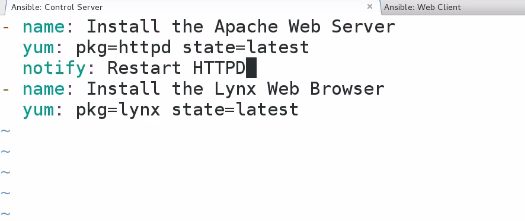 Ansible: Control Server × Ansible: Web Client
- name: Install the Apache Web Server
yum: pkg=httpd state=latest
notify: Restart HTTPD
- name: Install the Lynx Web Browser
yum: pkg=lynx state=latest
~
~
~
~
~